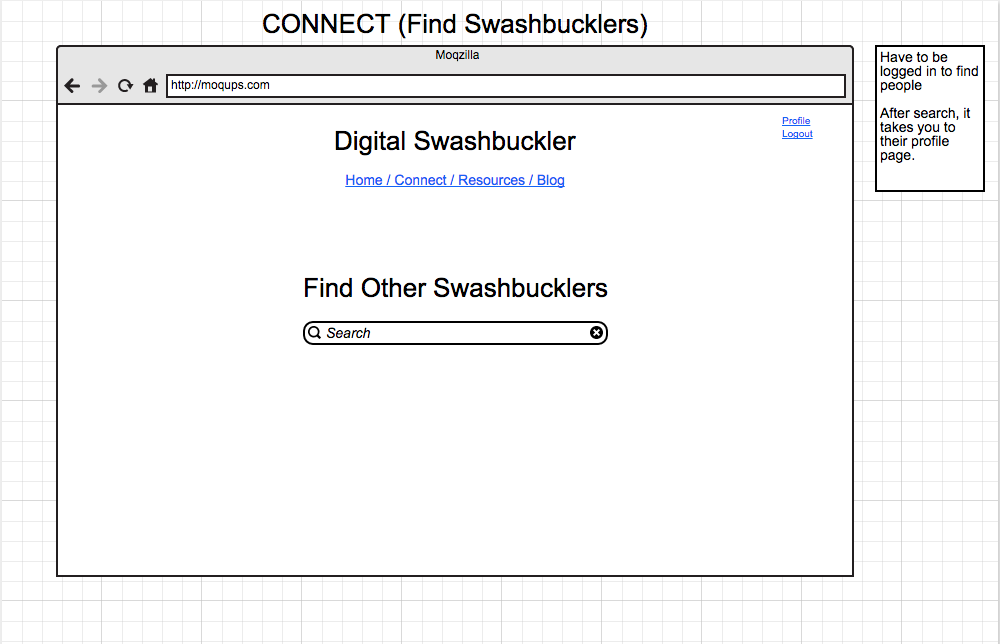 CONNECT (Find Swashbucklers)
Moqzilla
http://moqups.com
Profile
Logout
Digital Swashbuckler
Home / Connect / Resources / Blog
Find Other Swashbucklers
Search
Have to be
logged in to find
people
After search, it
takes you to
their profile
page.